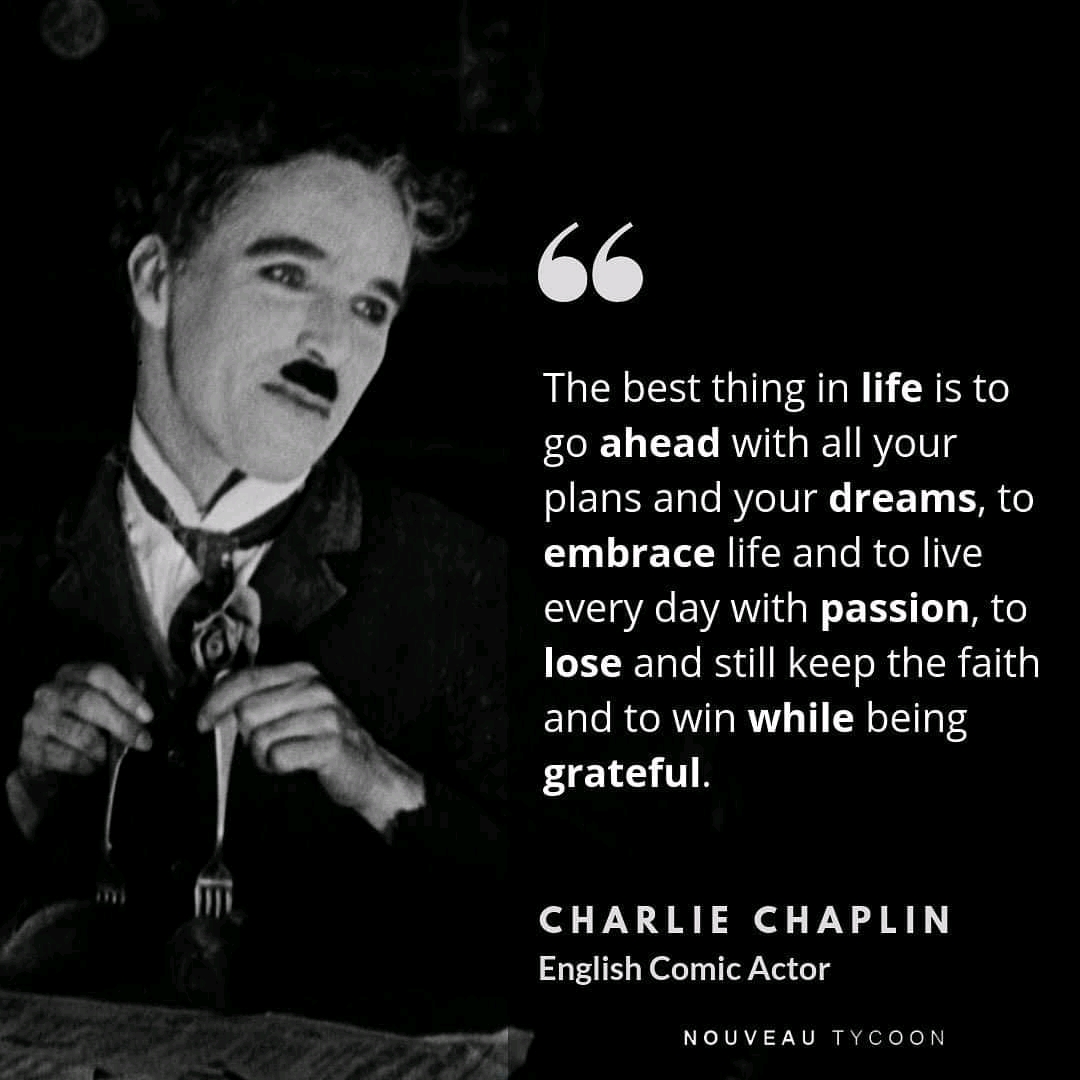 “
The best thing in life is to
go ahead with all your
plans and your dreams, to
embrace life and to live
every day with passion, to
lose and still keep the faith
and to win while being
grateful.
CHARLIE CHAPLIN
English Comic Actor
NOUVEAU TYCOON